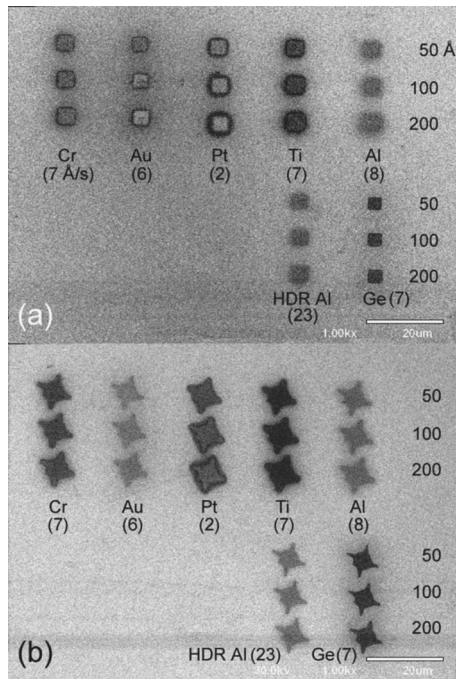 50 Å
100
200
Cr Au Pt Ti Al
(7 Å/s) (6) (2) (7) (8)
50
100
200
HDR Al Ge (7)
(23)
(a)
1.00kx 20um
50
100
200
Cr Au Pt Ti Al
(7) (6) (2) (7) (8)
50
100
200
HDR Al (23) Ge(7)
(b)
1.00kx 20um